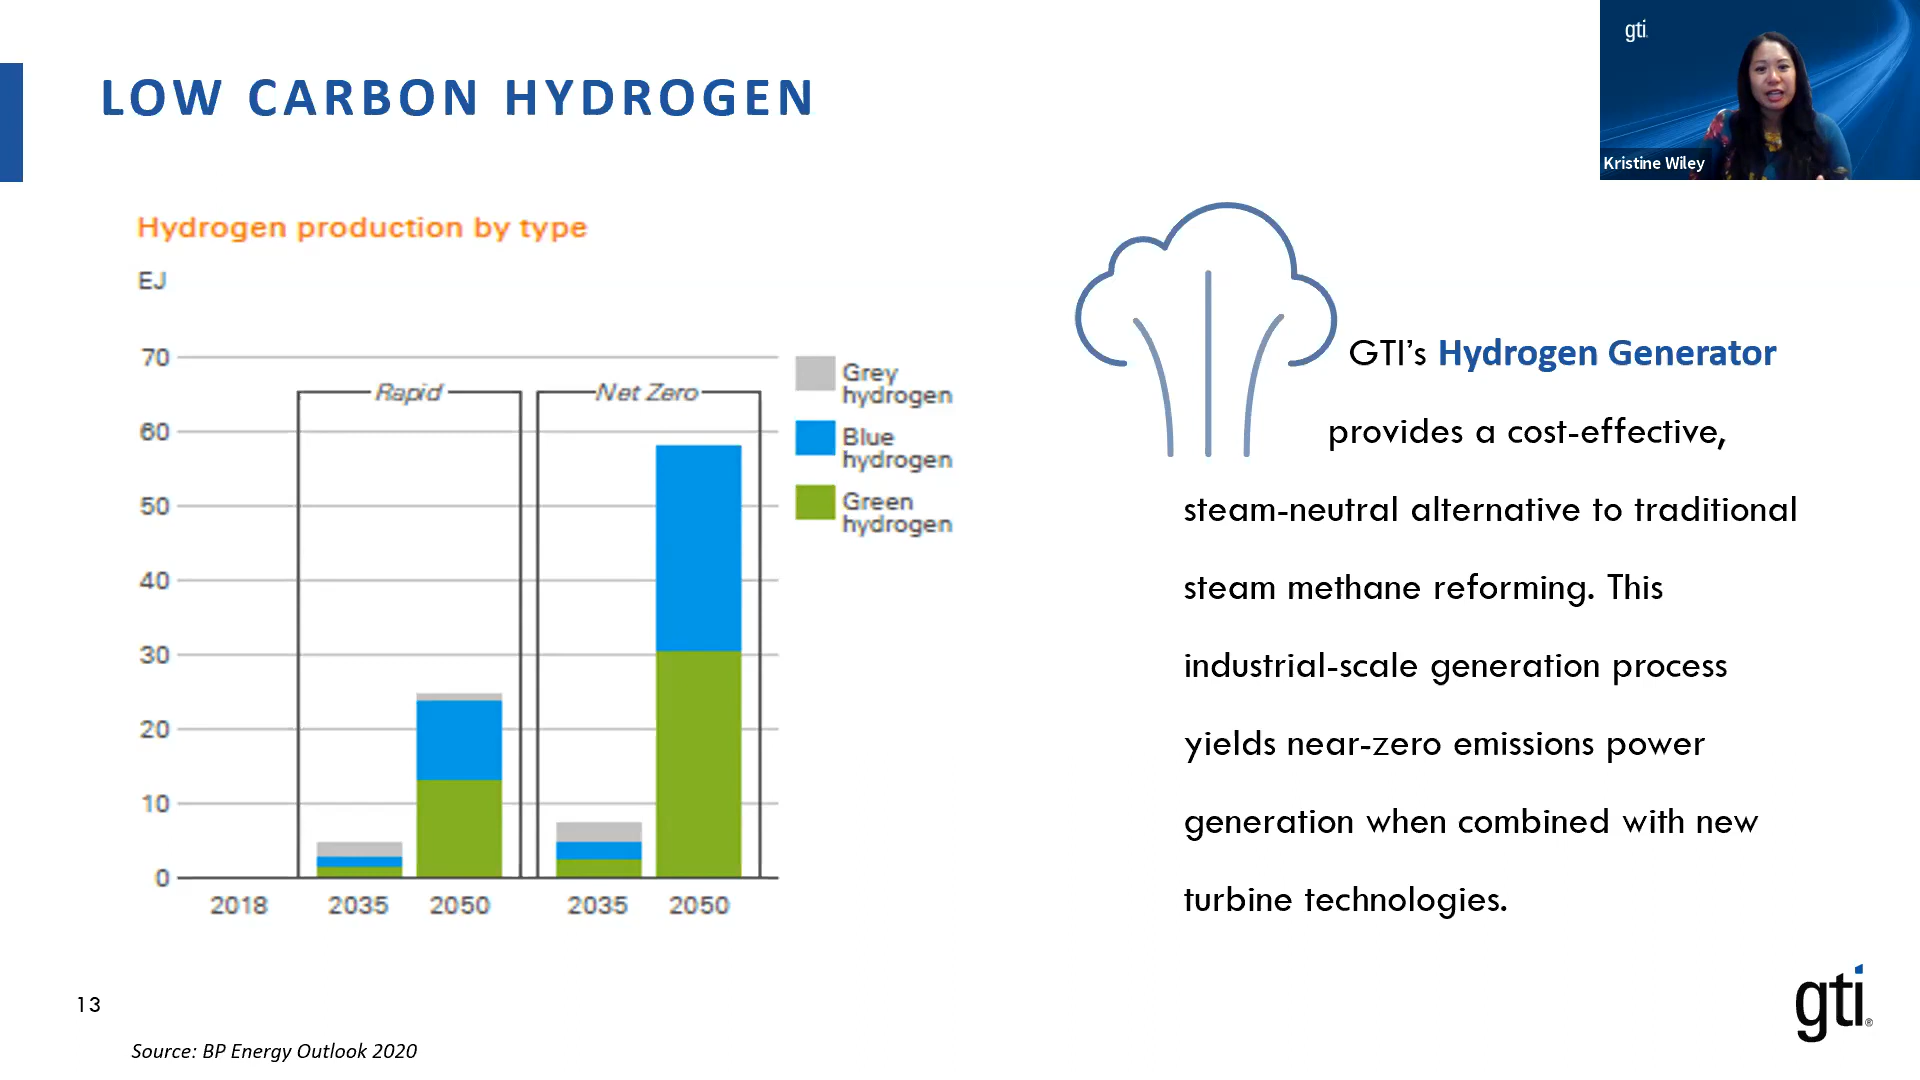 gti
Kristine Wiley
LOW CARBON HYDROGEN
Hydrogen production by type
EJ
70
60
50
40
30
20
10
0
Rapid
Net Zero
2018
2035
2050
2035
2050
Grey
hydrogen
Blue
hydrogen
Green
hydrogen
GTI’s Hydrogen Generator
provides a cost-effective,
steam-neutral alternative to traditional
steam methane reforming. This
industrial-scale generation process
yields near-zero emissions power
generation when combined with new
turbine technologies.
13
Source: BP Energy Outlook 2020
gti®